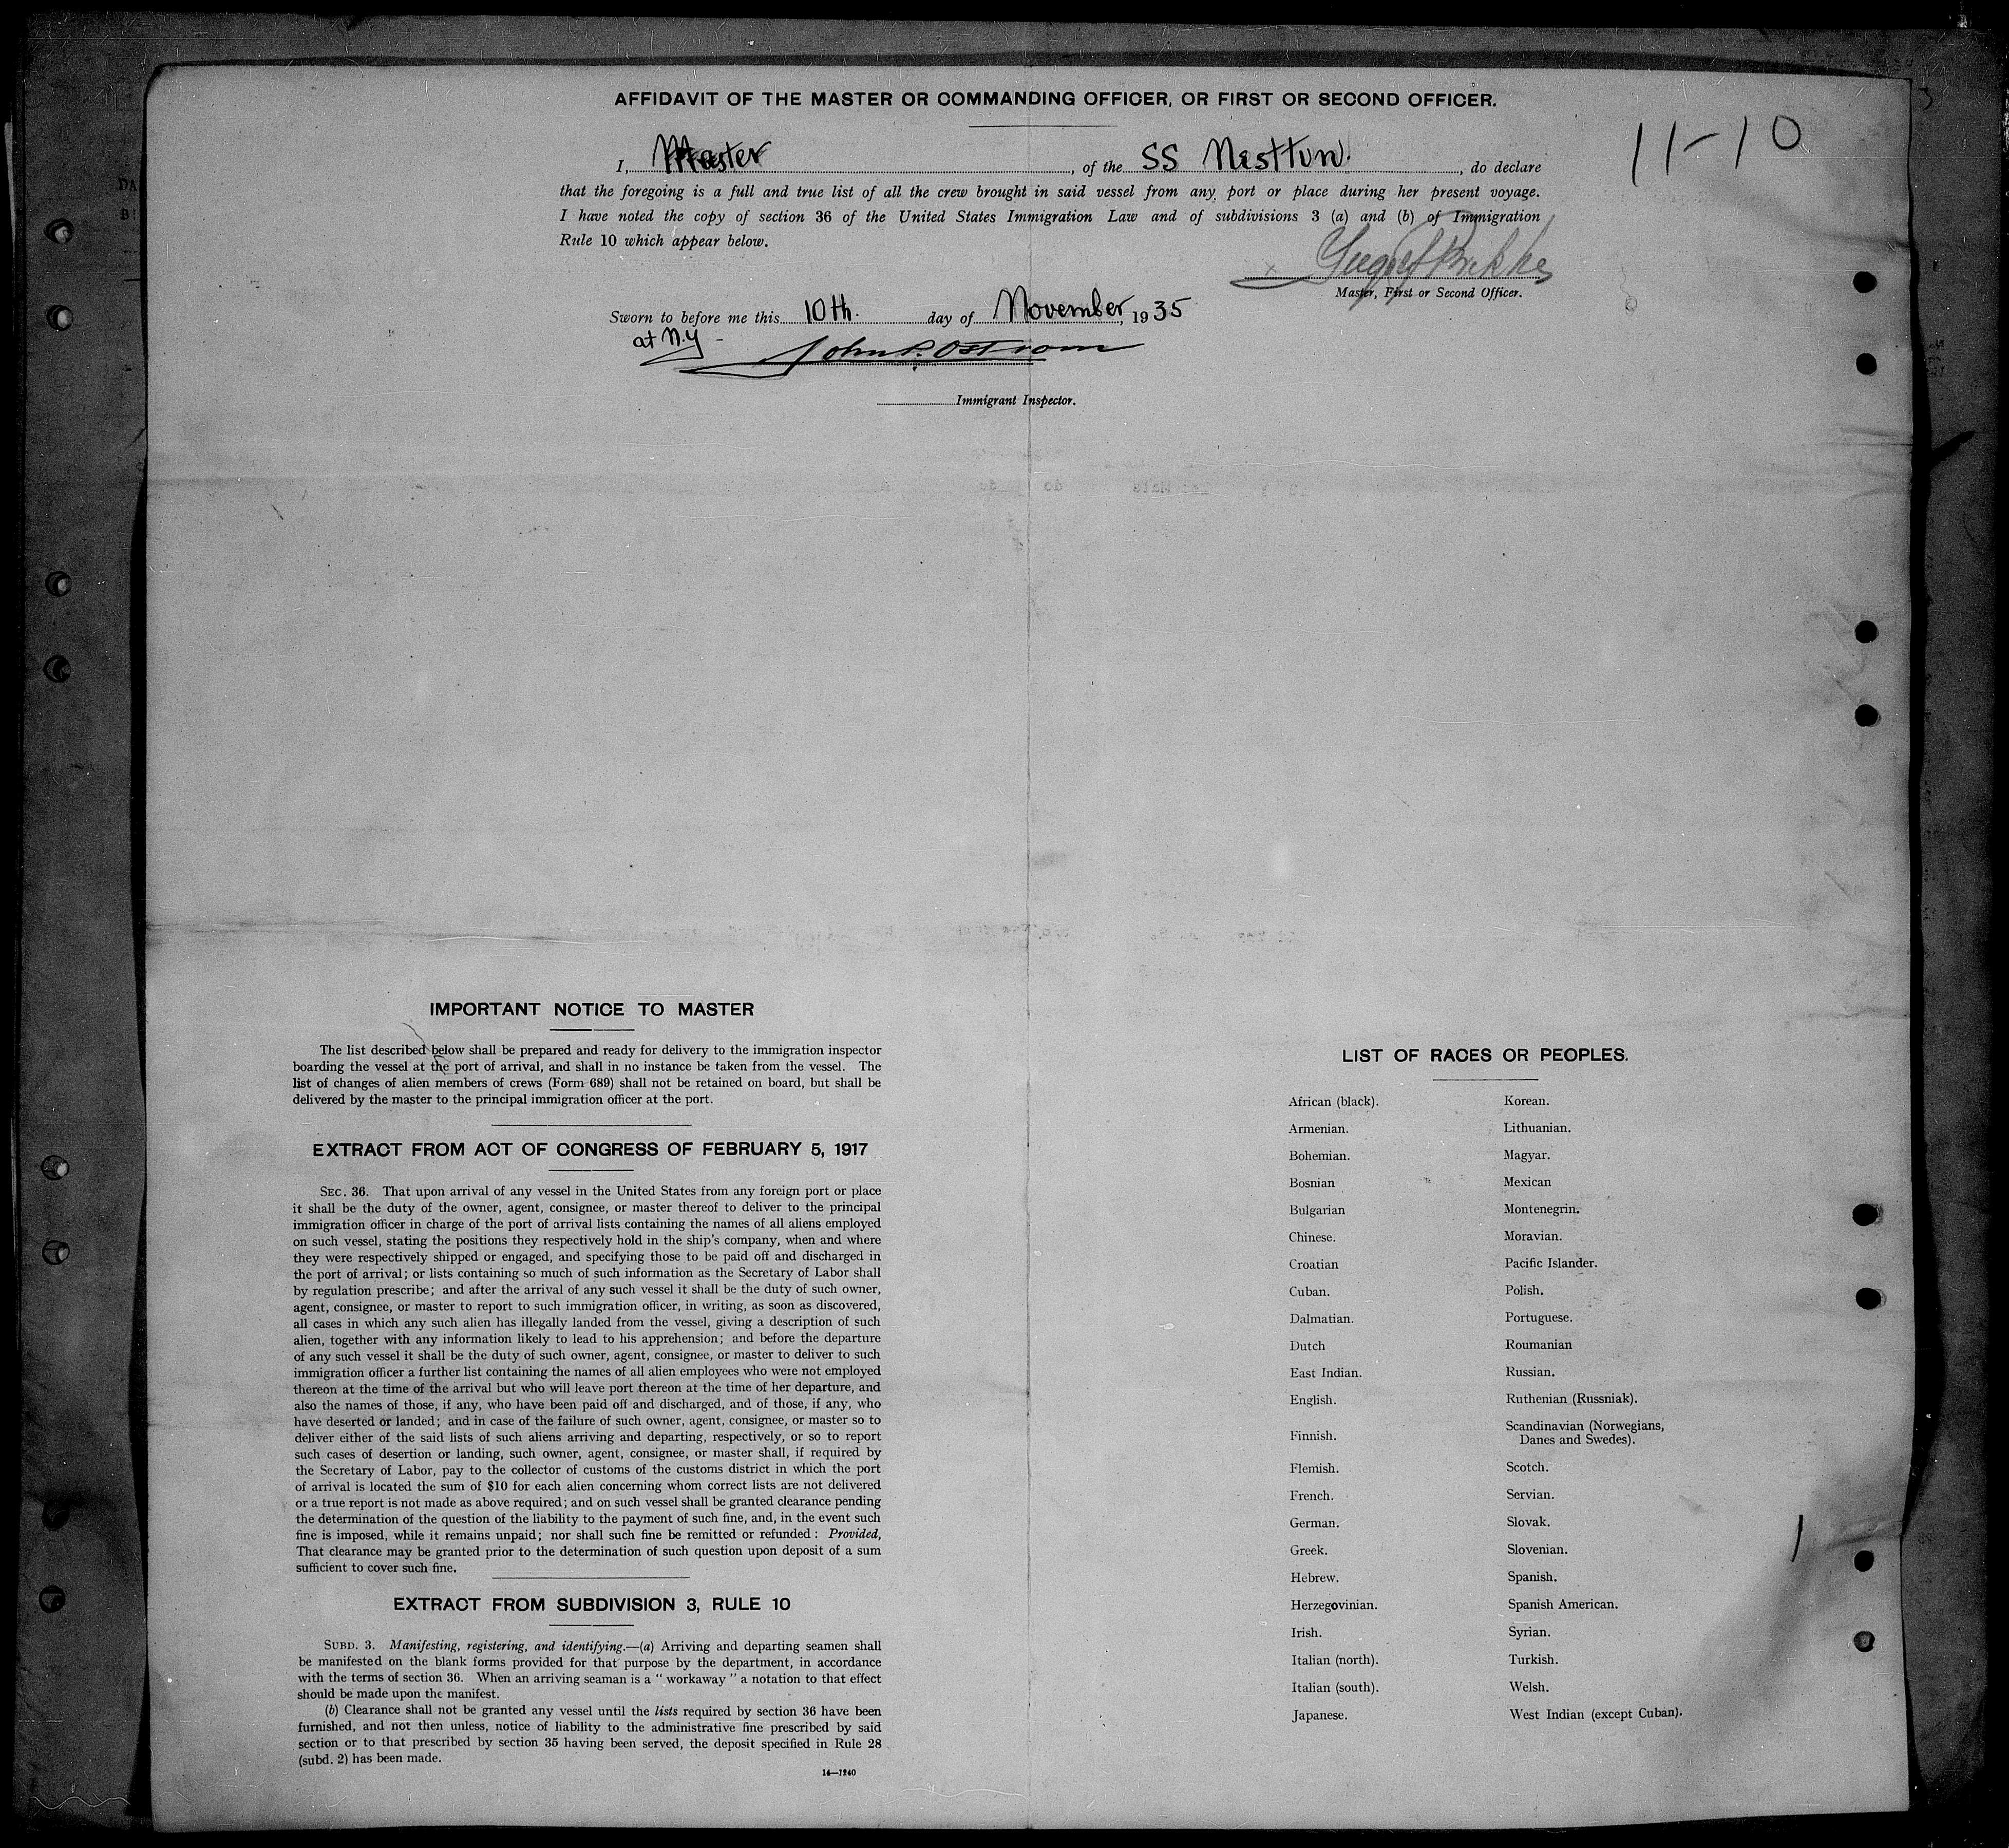 AFFIDAVIT OF THE MASTER OR COMMANDING OFFICER, OR FIRST OR SECOND OFFICER.
11-10
I, Master, of the SS Nesttun., do declare
that the foregoing is a full and true list of all the crew brought in said vessel from any port or place during her present voyage.
I have noted the copy of section 36 of the United States Immigration Law and of subdivisions 3 (a) and (b) of Immigration
Rule 10 which appear below.
Master, First or Second Officer.
Sworn to before me this 10th. day of November, 1935
at N.Y -
John P. Ostrom
Immigrant Inspector.
IMPORTANT NOTICE TO MASTER
The list described below shall be prepared and ready for delivery to the immigration inspector
boarding the vessel at the port of arrival, and shall in no instance be taken from the vessel. The
list of changes of alien members of crews (Form 689) shall not be retained on board, but shall be
delivered by the master to the principal immigration officer at the port.
EXTRACT FROM ACT OF CONGRESS OF FEBRUARY 5, 1917
SEC. 36. That upon arrival of any vessel in the United States from any foreign port or place
it shall be the duty of the owner, agent, consignee, or master thereof to deliver to the principal
immigration officer in charge of the port of arrival lists containing the names of all aliens employed
on such vessel, stating the positions they respectively hold in the ship's company, when and where
they were respectively shipped or engaged, and specifying those to be paid off and discharged in
the port of arrival; or lists containing so much of such information as the Secretary of Labor shall
by regulation prescribe; and after the arrival of any such vessel it shall be the duty of such owner,
agent, consignee, or master to report to such immigration officer, in writing, as soon as discovered,
all cases in which any such alien has illegally landed from the vessel, giving a description of such
alien, together with any information likely to lead to his apprehension; and before the departure
of any such vessel it shall be the duty of such owner, agent, consignee, or master to deliver to such
immigration officer a further list containing the names of all alien employees who were not employed
thereon at the time of the arrival but who will leave port thereon at the time of her departure, and
also the names of those, if any, who have been paid off and discharged, and of those, if any, who
have deserted or landed; and in case of the failure of such owner, agent, consignee, or master so to
deliver either of the said lists of such aliens arriving and departing, respectively, or so to report
such cases of desertion or landing, such owner, agent, consignee, or master shall, if required by
the Secretary of Labor, pay to the collector of customs of the customs district in which the port
of arrival is located the sum of $10 for each alien concerning whom correct lists are not delivered
or a true report is not made as above required; and on such vessel shall be granted clearance pending
the determination of the question of the liability to the payment of such fine, and, in the event such
fine is imposed, while it remains unpaid; nor shall such fine be remitted or refunded: Provided,
That clearance may be granted prior to the determination of such question upon deposit of a sum
sufficient to cover such fine.
EXTRACT FROM SUBDIVISION 3, RULE 10
SUBD. 3. Manifesting, registering, and identifying.—(a) Arriving and departing seamen shall
be manifested on the blank forms provided for that purpose by the department, in accordance
with the terms of section 36. When an arriving seaman is a "workaway" a notation to that effect
should be made upon the manifest.
(b) Clearance shall not be granted any vessel until the lists required by section 36 have been
furnished, and not then unless, notice of liability to the administrative fine prescribed by said
section or to that prescribed by section 35 having been served, the deposit specified in Rule 28
(subd. 2) has been made.
14—1240
LIST OF RACES OR PEOPLES.
African (black). Korean.
Armenian. Lithuanian.
Bohemian. Magyar.
Bosnian Mexican
Bulgarian Montenegrin.
Chinese. Moravian.
Croatian Pacific Islander.
Cuban. Polish.
Dalmatian. Portuguese.
Dutch Roumanian
East Indian. Russian.
English. Ruthenian (Russniak).
Finnish. Scandinavian (Norwegians,
Danes and Swedes).
Flemish. Scotch.
French. Servian.
German. Slovak.
Greek. Slovenian.
Hebrew. Spanish.
Herzegovinian. Spanish American.
Irish. Syrian.
Italian (north). Turkish.
Italian (south). Welsh.
Japanese. West Indian (except Cuban).